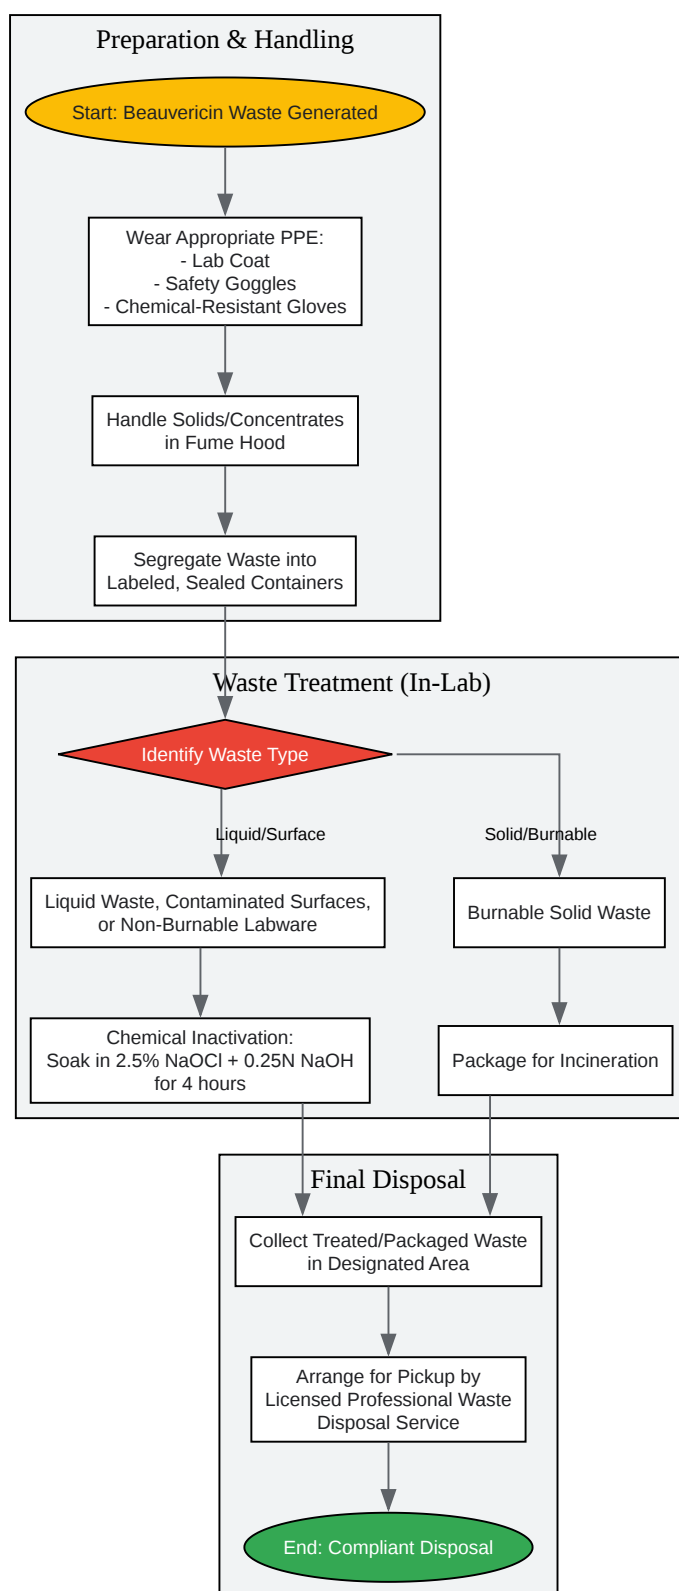 Preparation & Handling
Start: Beauvericin Waste Generated
Wear Appropriate PPE:
- Lab Coat
- Safety Goggles
- Chemical-Resistant Gloves
Handle Solids/Concentrates
in Fume Hood
Segregate Waste into
Labeled, Sealed Containers
Waste Treatment (In-Lab)
Identify Waste Type
Liquid/Surface
Solid/Burnable
Liquid Waste, Contaminated Surfaces,
or Non-Burnable Labware
Burnable Solid Waste
Chemical Inactivation:
Soak in 2.5% NaOCl + 0.25N NaOH
for 4 hours
Package for Incineration
Final Disposal
Collect Treated/Packaged Waste
in Designated Area
Arrange for Pickup by
Licensed Professional Waste
Disposal Service
End: Compliant Disposal